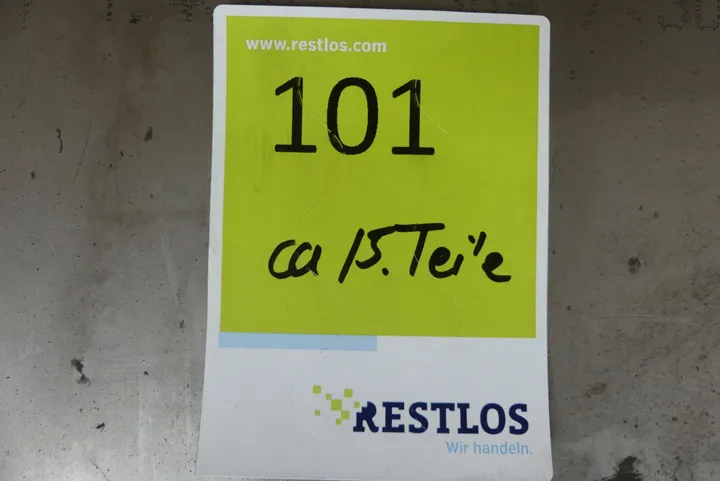 www.restlos.com
101
ca 15. Teile
RESTLOS
Wir handeln.